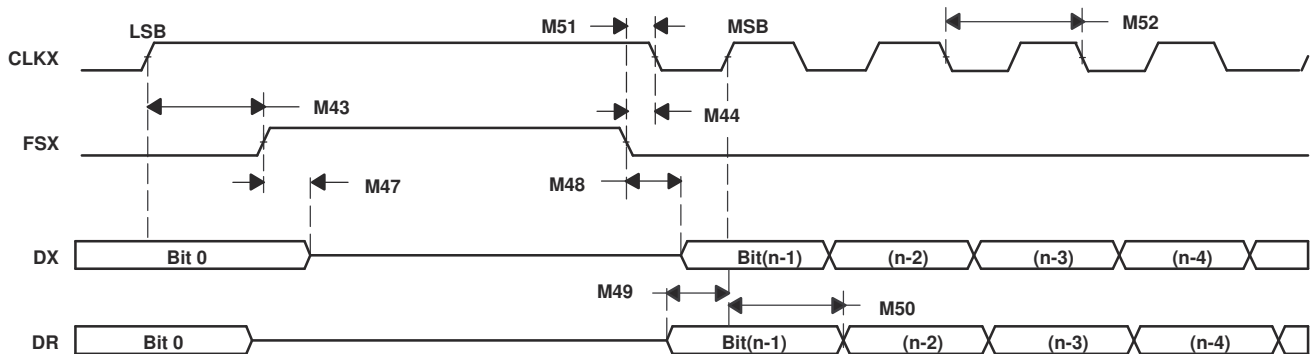 LSB M51 MSB M52
CLKX
M43 M44
FSX
M47 M48
DX Bit 0 Bit(n-1) (n-2) (n-3) (n-4)
M49 M50
DR Bit 0 Bit(n-1) (n-2) (n-3) (n-4)